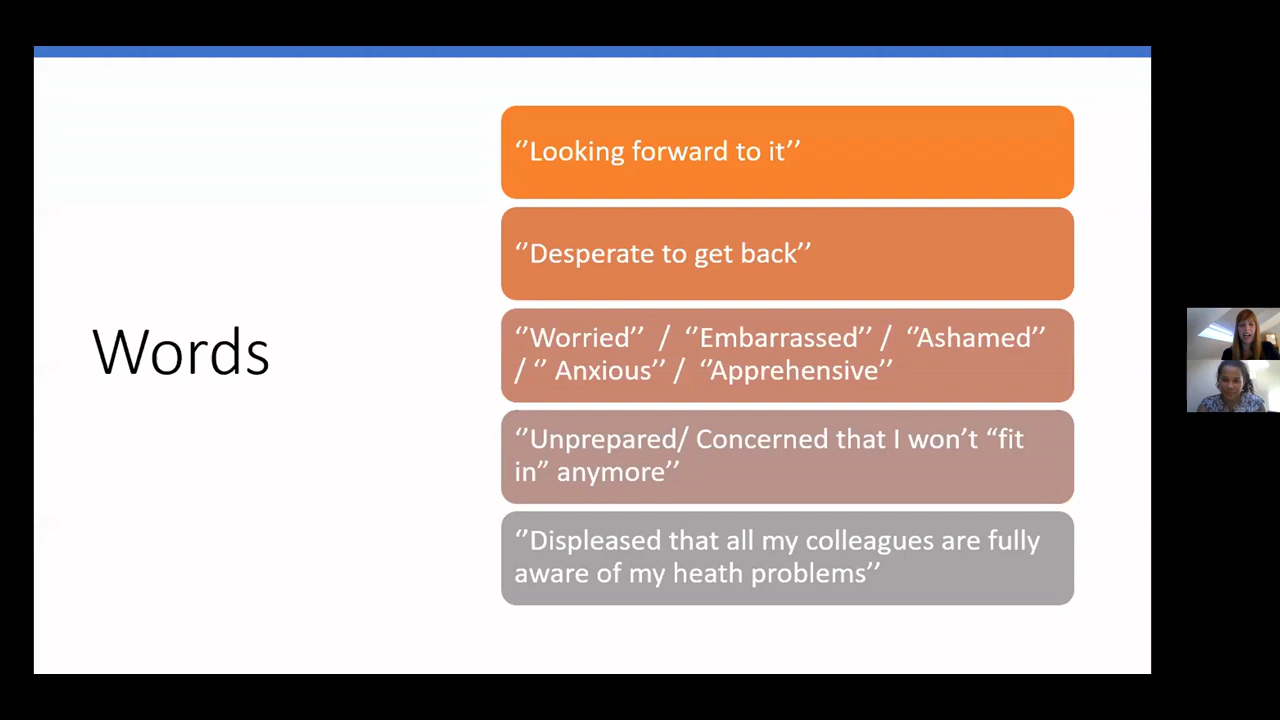 Words
‘’Looking forward to it’’
‘’Desperate to get back’’
‘’Worried’’ / ‘’Embarrassed’’ / ‘’Ashamed’’
/ ‘’ Anxious’’ / ‘’Apprehensive’’
‘’Unprepared/ Concerned that I won’t “fit
in” anymore’’
‘’Displeased that all my colleagues are fully
aware of my heath problems’’